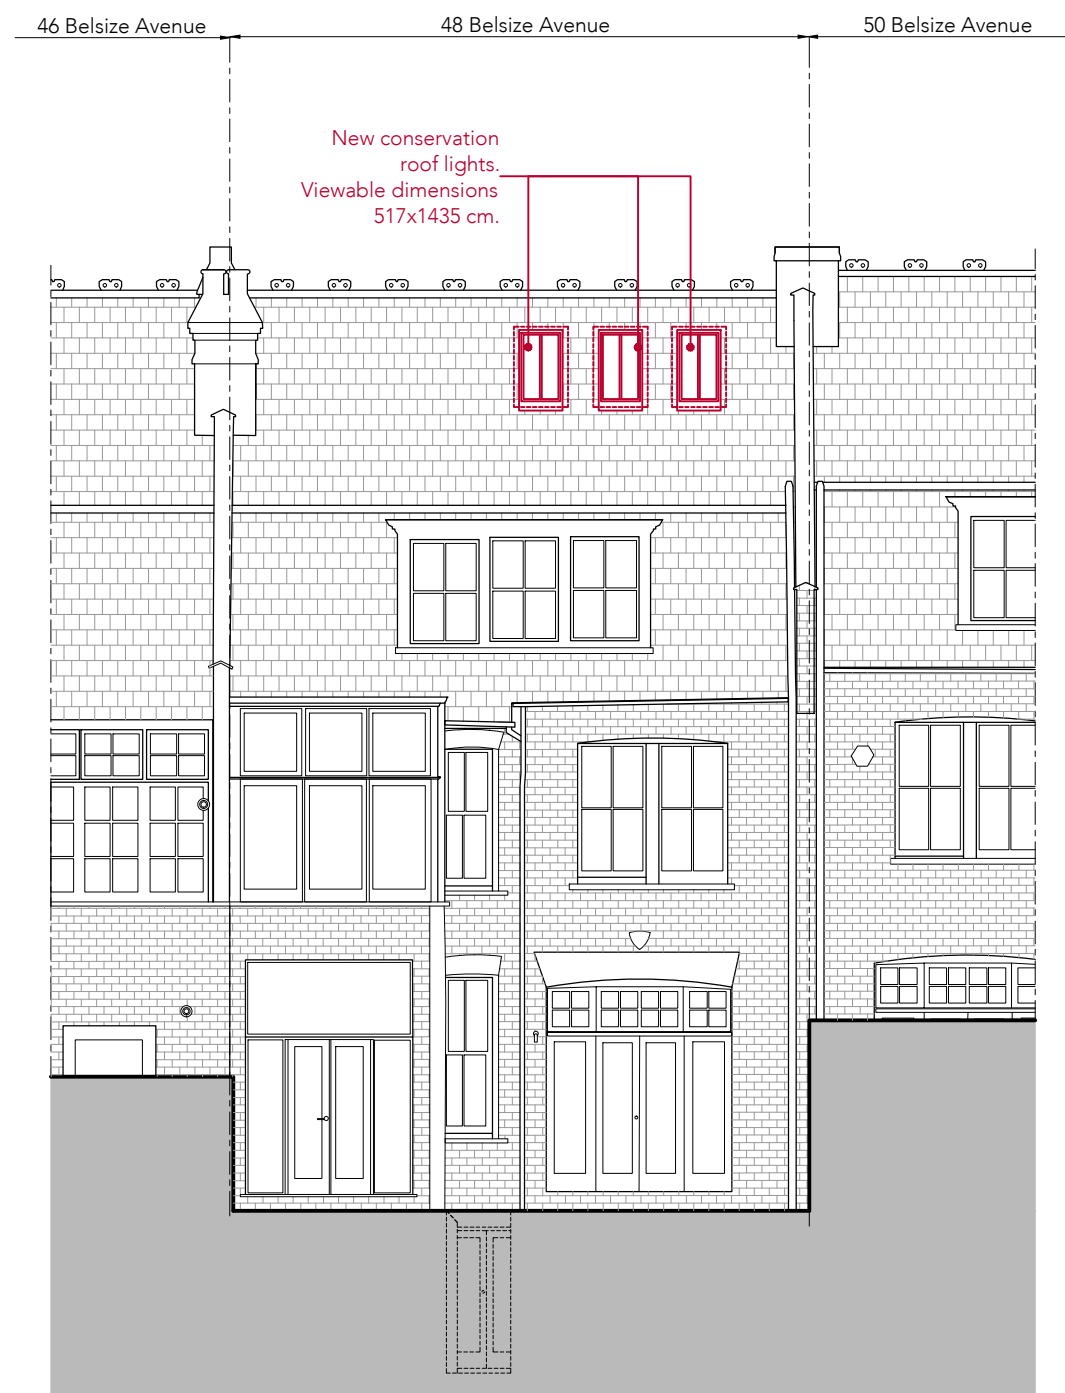 46 Belsize Avenue
48 Belsize Avenue
50 Belsize Avenue
New conservation
roof lights.
Viewable dimensions
517x1435 cm.